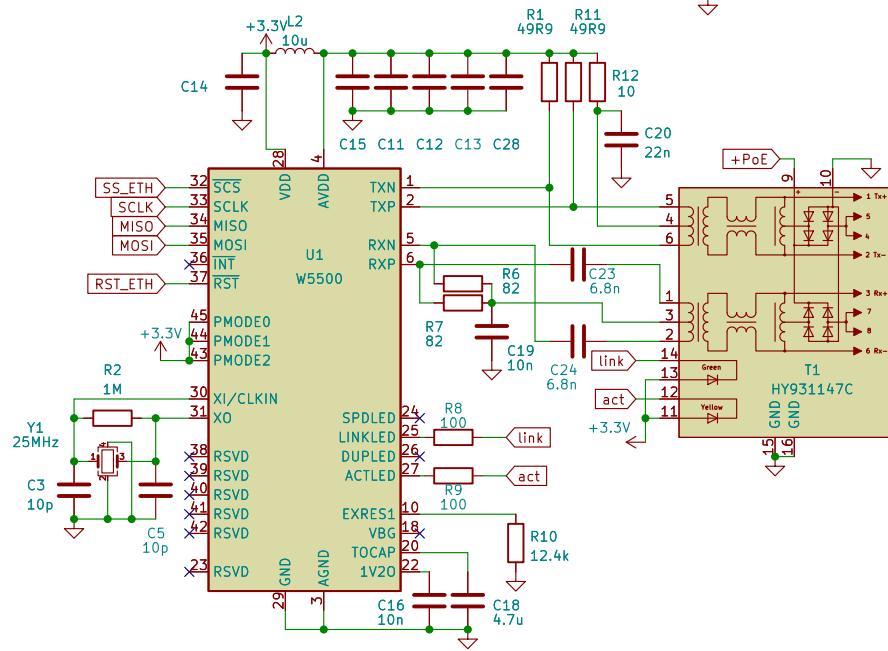 R1
49R9
R11
49R9
+3.3V
L2
10u
C14
R12
10
C15
C11
C12
C13
C28
C20
22n
+PoE
28
4
VDD
AVDD
9
10
+
-
SS_ETH
32
SCS
TXN
1
SCLK
33
SCLK
TXP
2
5
1 Tx+
MISO
34
MISO
4
5
4
MOSI
35
MOSI
RXN
5
6
2 Tx-
36
INT
U1
W5500
RXP
6
C23
6.8n
RST_ETH
37
RST
R6
82
1
3 Rx+
45
PMODE0
R7
82
3
7
+3.3V
44
PMODE1
C19
10n
2
8
43
PMODE2
C24
6.8n
link
14
6 Rx-
R2
1M
Green
T1
13
HY931147C
30
XI/CLKIN
act
12
Yellow
31
XO
SPDLED
24
R8
100
+3.3V
11
GND
GND
Y1
25MHz
LINKLED
25
link
15
16
4
1
3
2
38
RSVD
DUPLED
26
39
RSVD
ACTLED
27
R9
100
act
C3
10p
40
RSVD
41
RSVD
EXRES1
10
C5
10p
42
RSVD
VBG
18
R10
12.4k
TOCAP
20
23
RSVD
1V2O
22
GND
AGND
29
3
C16
10n
C18
4.7u